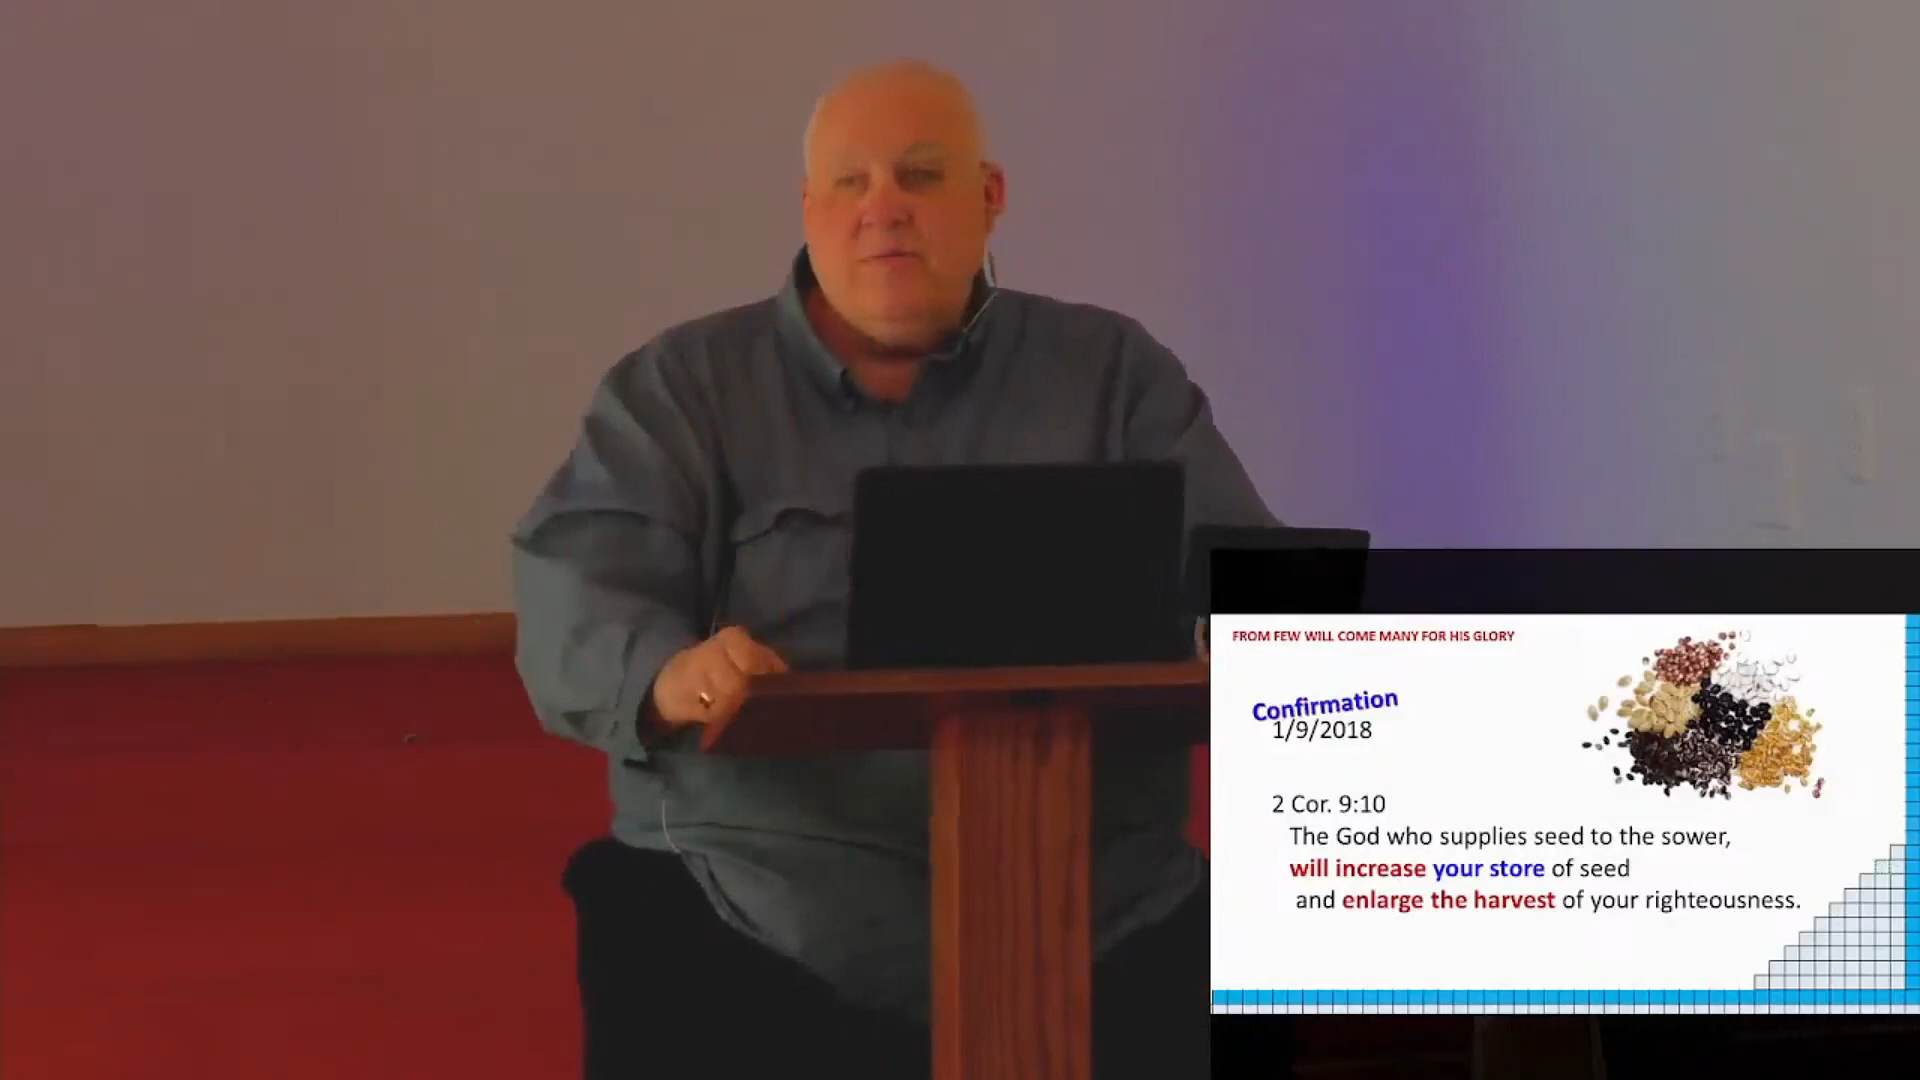 FROM FEW WILL COME MANY FOR HIS GLORY
Confirmation
1/9/2018
2 Cor. 9:10
The God who supplies seed to the sower,
will increase your store of seed
and enlarge the harvest of your righteousness.